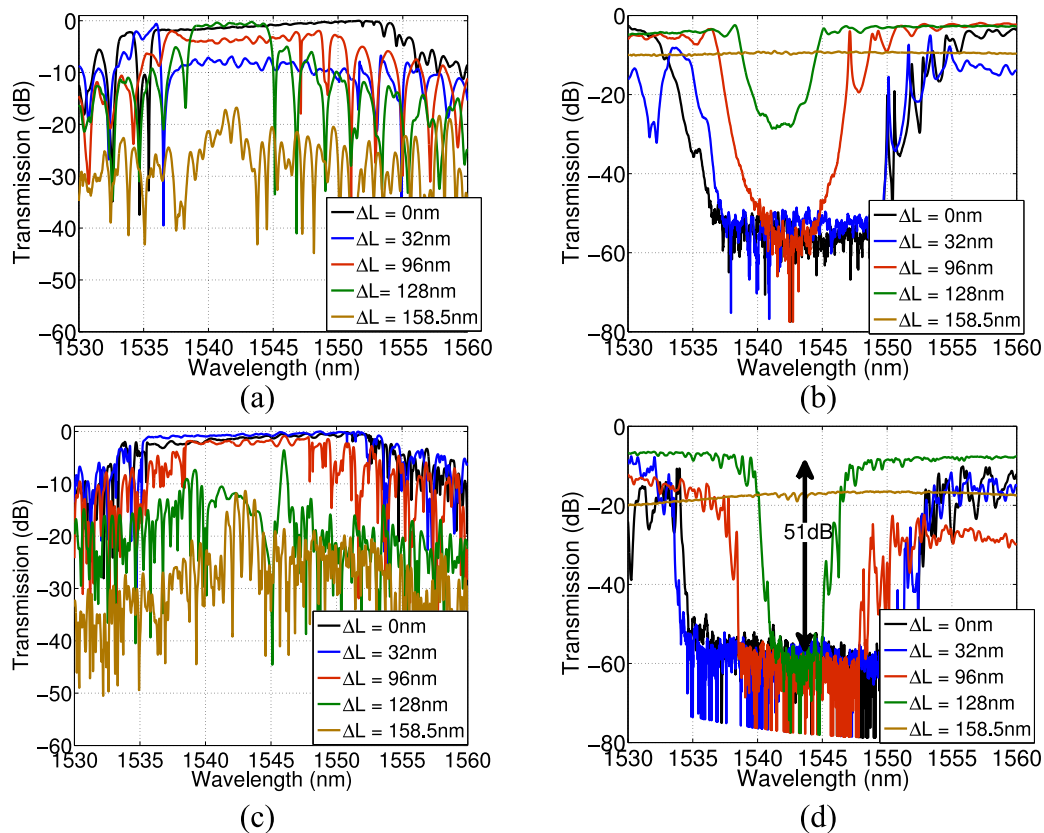 Transmission (dB)
0
−10
−20
−30
−40
−50
−60
1530 1535 1540 1545 1550 1555 1560
Wavelength (nm)
ΔL = 0nm
ΔL = 32nm
ΔL = 96nm
ΔL= 128nm
ΔL = 158.5nm
(a)
Transmission (dB)
0
−20
−40
−60
−80
1530 1535 1540 1545 1550 1555 1560
Wavelength (nm)
ΔL = 0nm
ΔL = 32nm
ΔL = 96nm
ΔL = 128nm
ΔL = 158.5nm
(b)
Transmission (dB)
0
−10
−20
−30
−40
−50
−60
1530 1535 1540 1545 1550 1555 1560
Wavelength (nm)
ΔL = 0nm
ΔL = 32nm
ΔL = 96nm
ΔL = 128nm
ΔL = 158.5nm
(c)
Transmission (dB)
0
−20
−40
−60
−80
51dB
1530 1535 1540 1545 1550 1555 1560
Wavelength (nm)
ΔL = 0nm
ΔL = 32nm
ΔL = 96nm
ΔL = 128nm
ΔL = 158.5nm
(d)